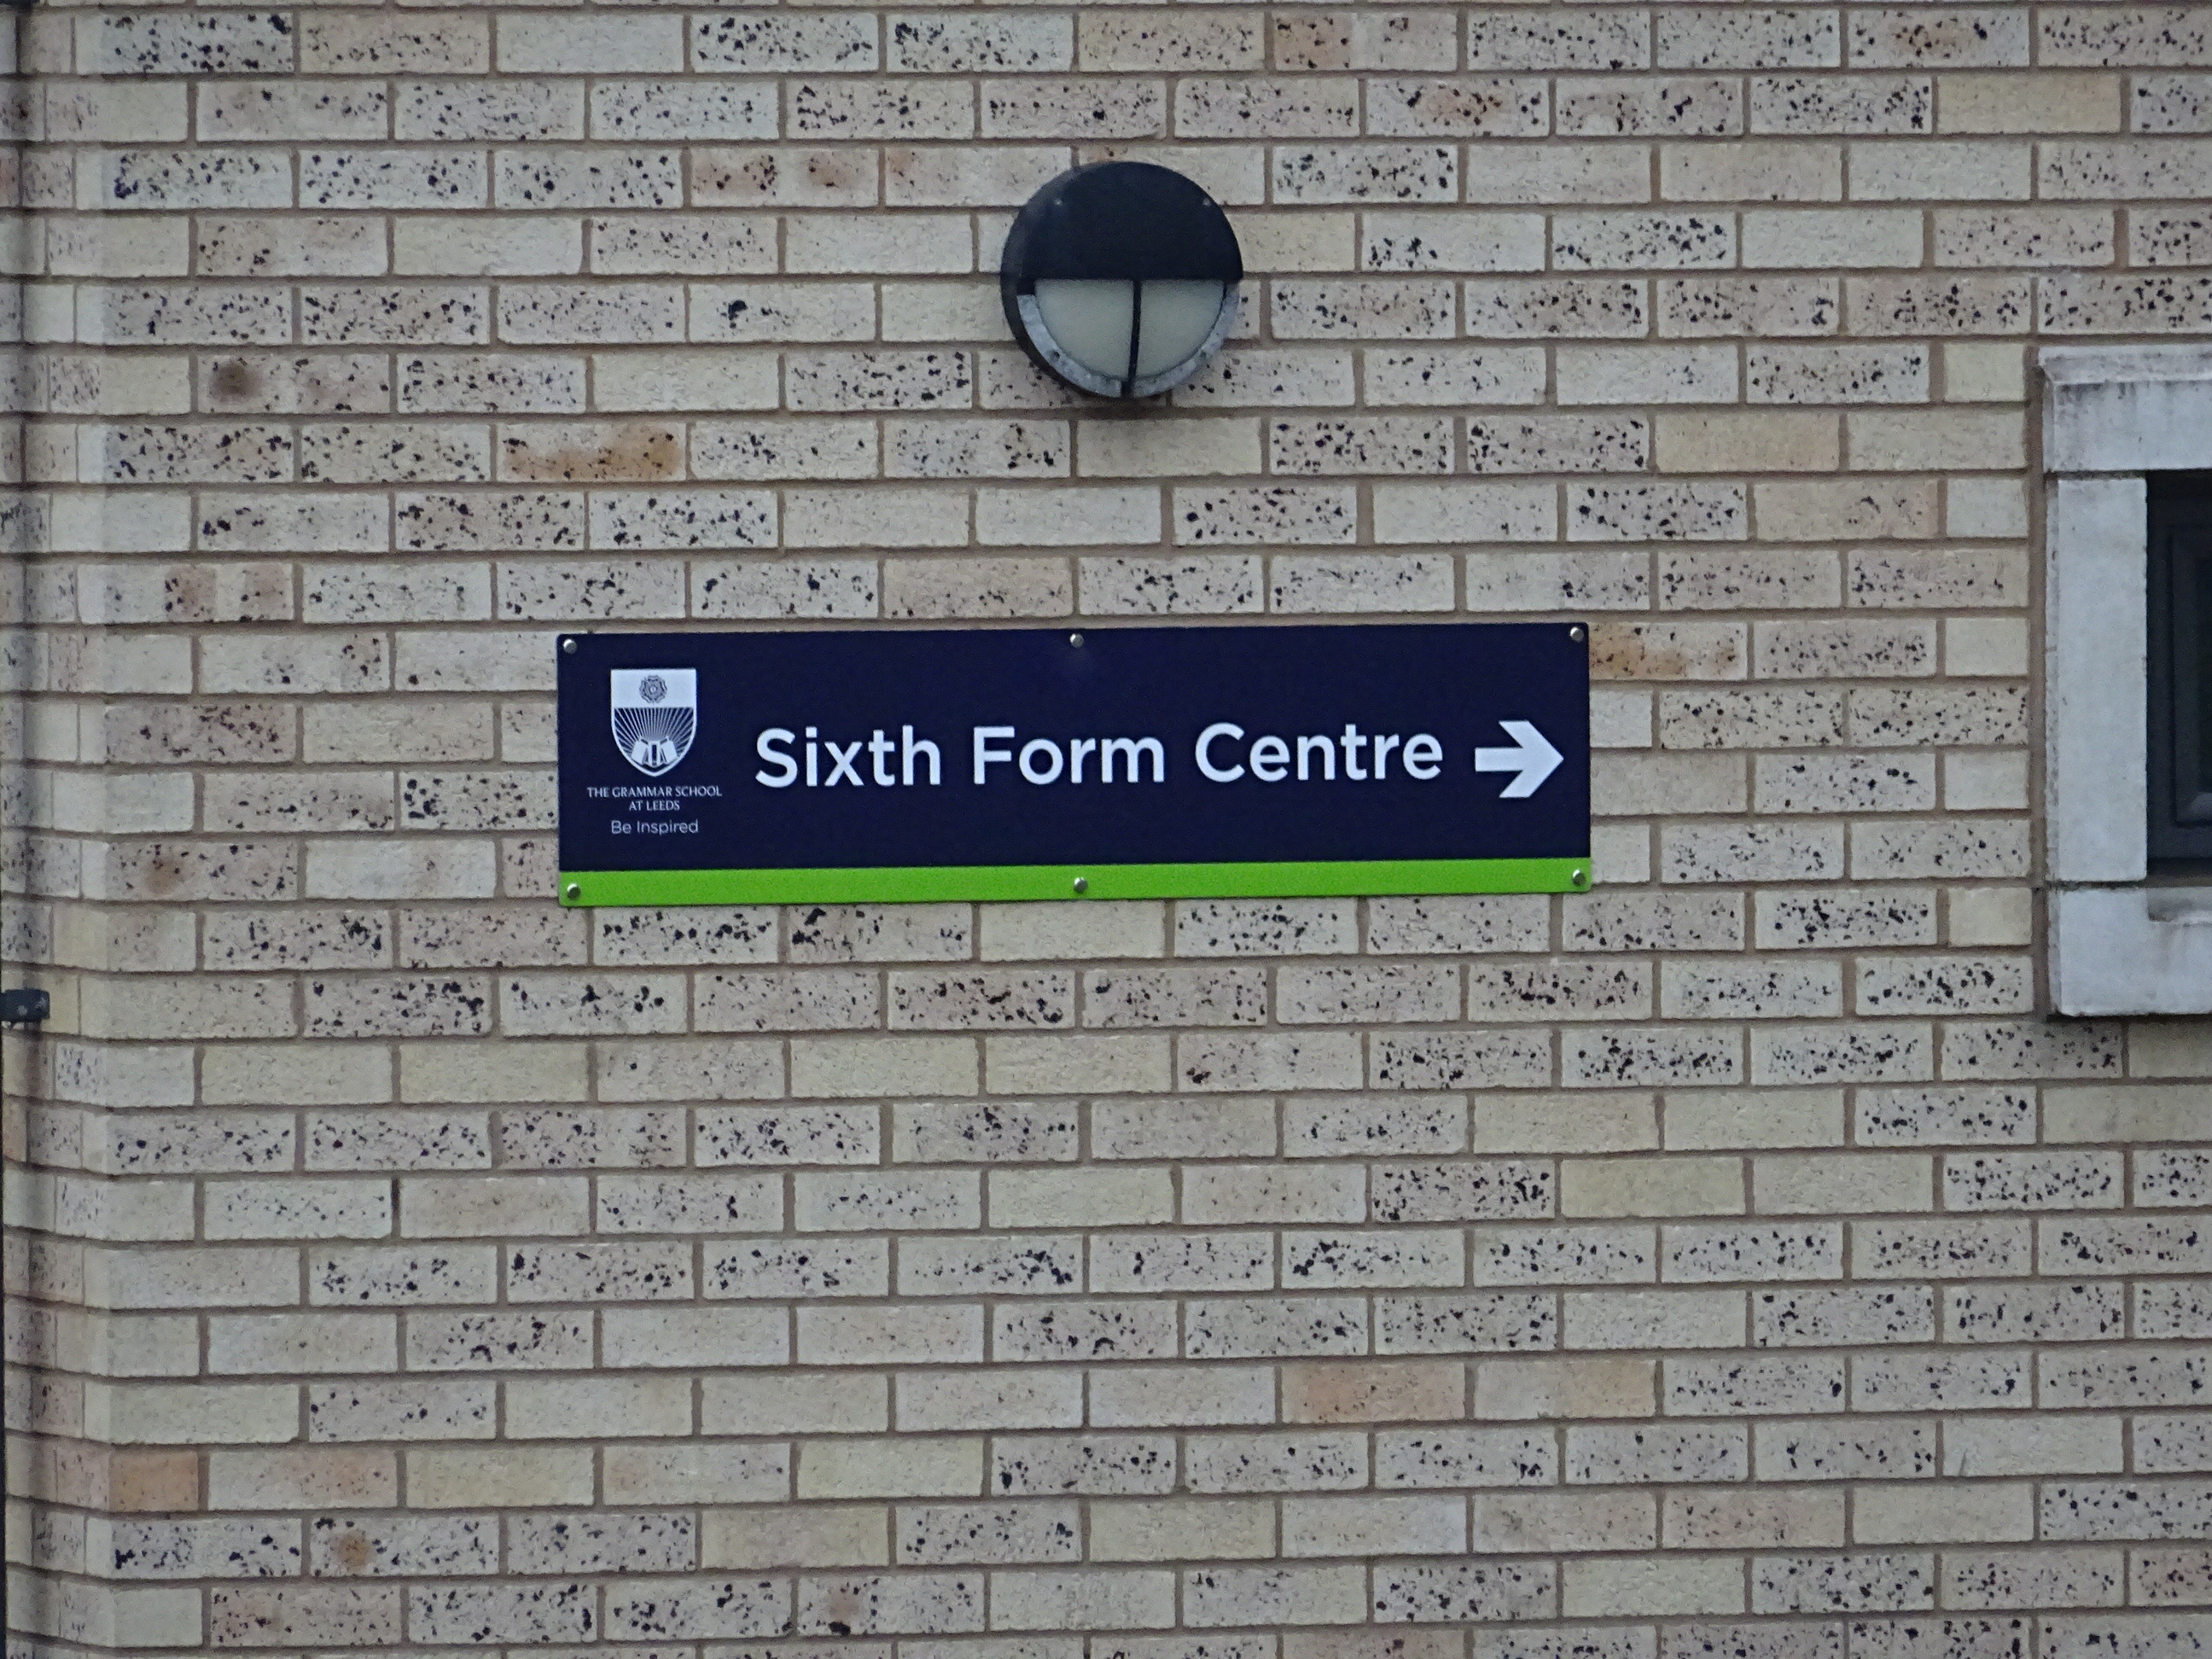 THE GRAMMAR SCHOOL
AT LEEDS
Be Inspired
Sixth Form Centre